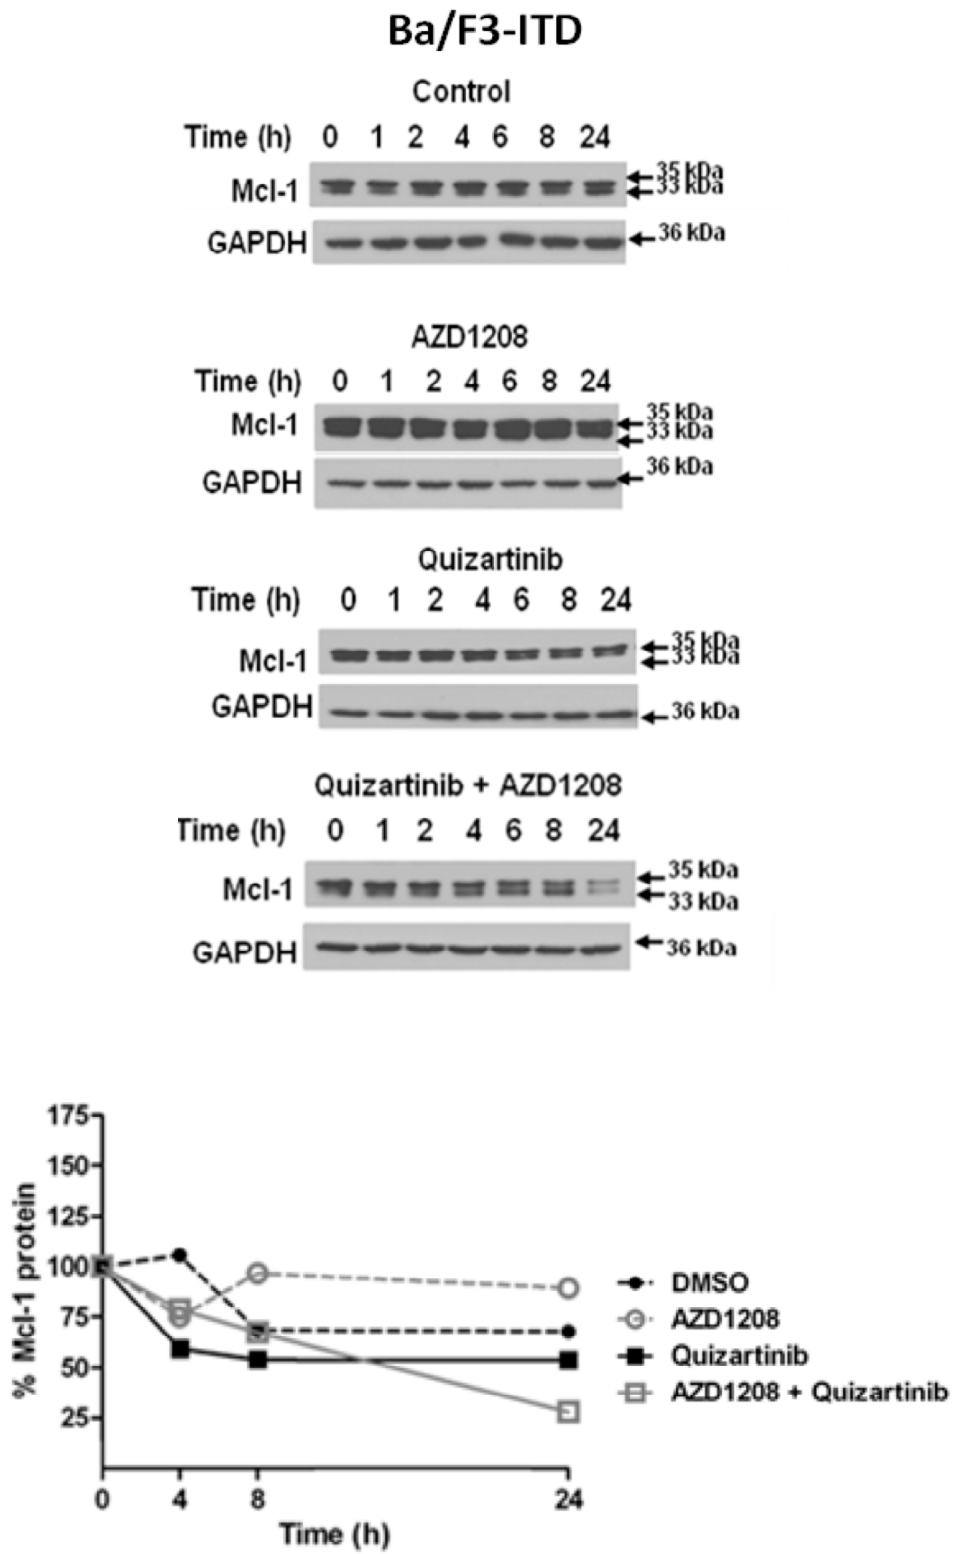 Ba/F3-ITD
Control
Time (h) 0 1 2 4 6 8 24
Mcl-1
35 kDa
33 kDa
GAPDH
36 kDa
AZD1208
Time (h) 0 1 2 4 6 8 24
Mcl-1
35 kDa
33 kDa
GAPDH
36 kDa
Quizartinib
Time (h) 0 1 2 4 6 8 24
Mcl-1
35 kDa
33 kDa
GAPDH
36 kDa
Quizartinib + AZD1208
Time (h) 0 1 2 4 6 8 24
Mcl-1
35 kDa
33 kDa
GAPDH
36 kDa
% Mcl-1 protein
175
150
125
100
75
50
25
0 4 8 24
Time (h)
DMSO
AZD1208
Quizartinib
AZD1208 + Quizartinib